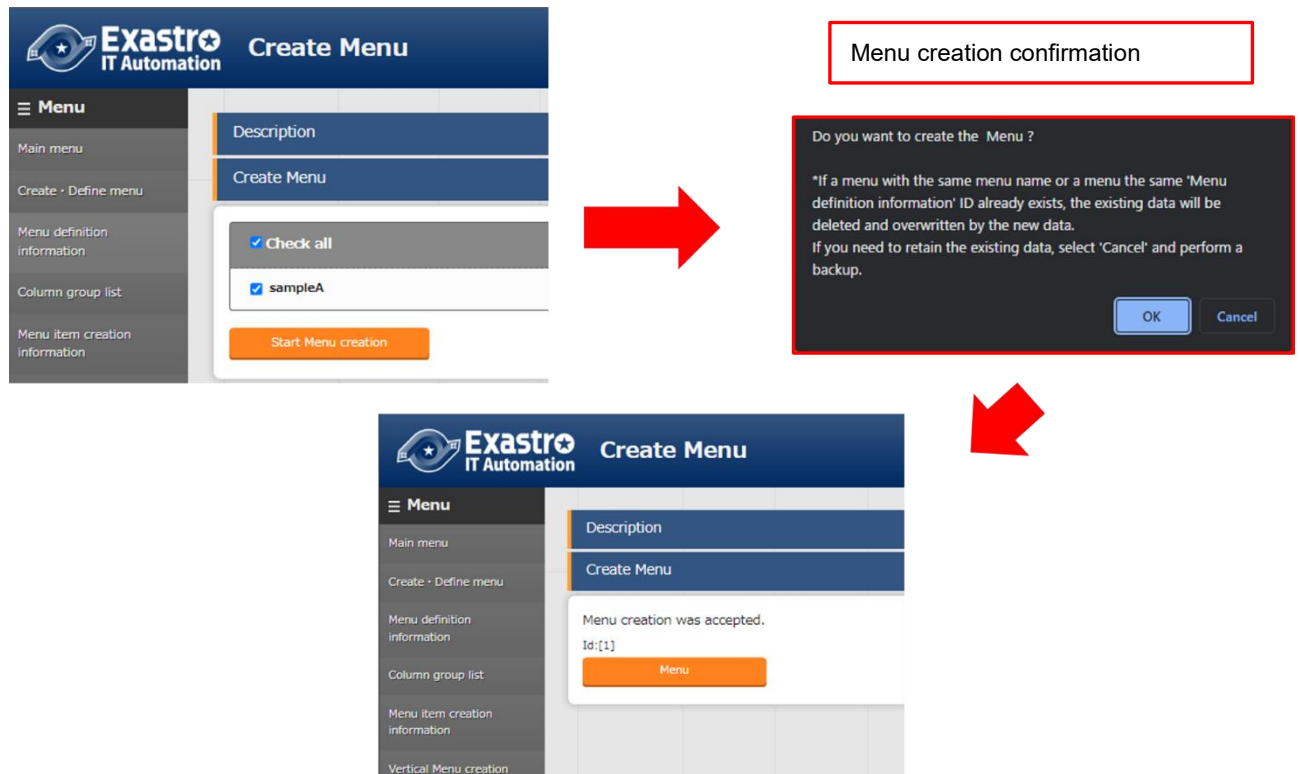 Exastro
IT Automation
Create Menu
Menu
Main menu
Create・Define menu
Menu definition
information
Column group list
Menu item creation
information
Description
Create Menu
Check all
sampleA
Start Menu creation
Menu creation confirmation
Do you want to create the Menu ?
*If a menu with the same menu name or a menu the same 'Menu
definition information' ID already exists, the existing data will be
deleted and overwritten by the new data.
If you need to retain the existing data, select 'Cancel' and perform a
backup.
OK
Cancel
Exastro
IT Automation
Create Menu
Menu
Main menu
Create・Define menu
Menu definition
information
Column group list
Menu item creation
information
Vertical Menu creation
Description
Create Menu
Menu creation was accepted.
Id:[1]
Menu